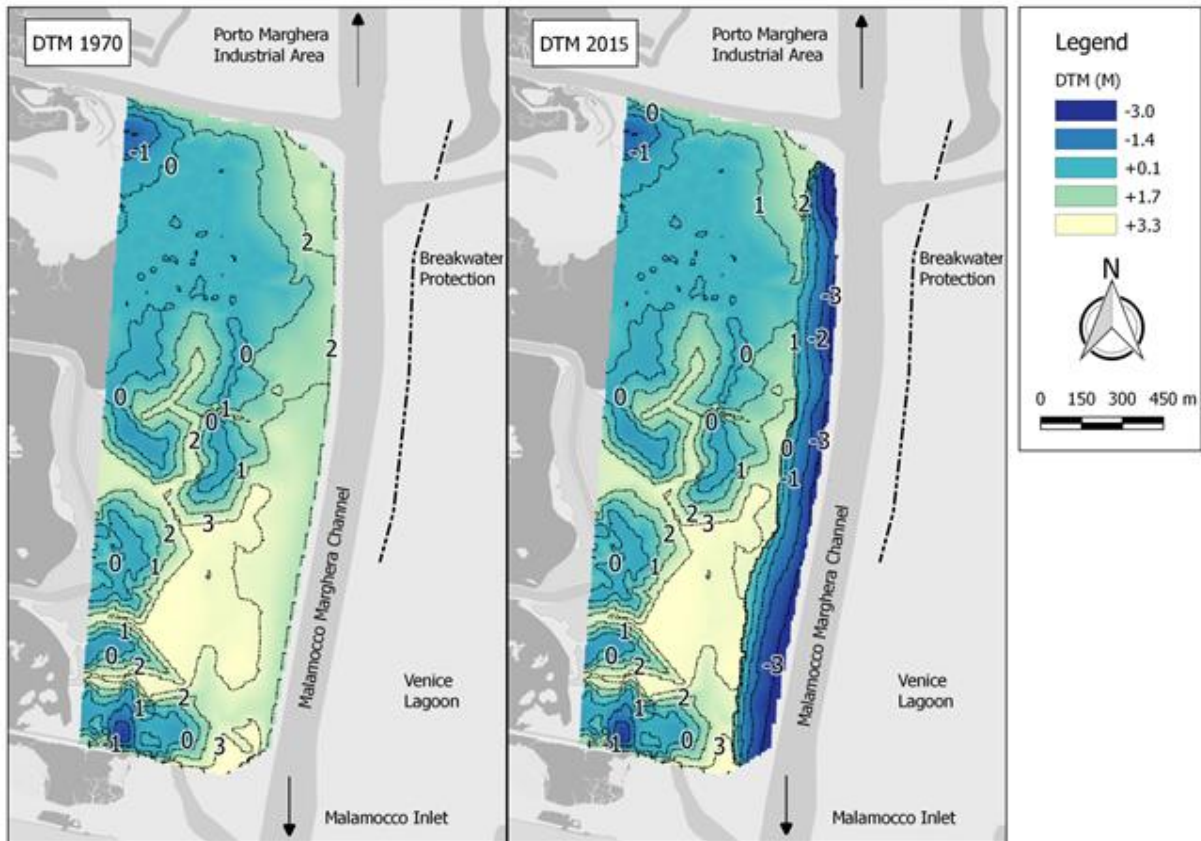 DTM 1970
Porto Marghera
Industrial Area
-1
0
2
Breakwater
Protection
2
0
0
1
0
2
1
2
3
2
0
1
Malamocco Marghera Channel
1
0
2
2
1
-1
0
3
Venice
Lagoon
Malamocco Inlet
DTM 2015
Porto Marghera
Industrial Area
0
-1
1
2
Breakwater
Protection
-3
-2
1
0
0
0
-3
0
-1
2
1
2
3
2
0
1
Malamocco Marghera Channel
1
0
2
-3
2
1
-1
0
3
Venice
Lagoon
Malamocco Inlet
Legend
DTM (M)
-3.0
-1.4
+0.1
+1.7
+3.3
N
0 150 300 450 m